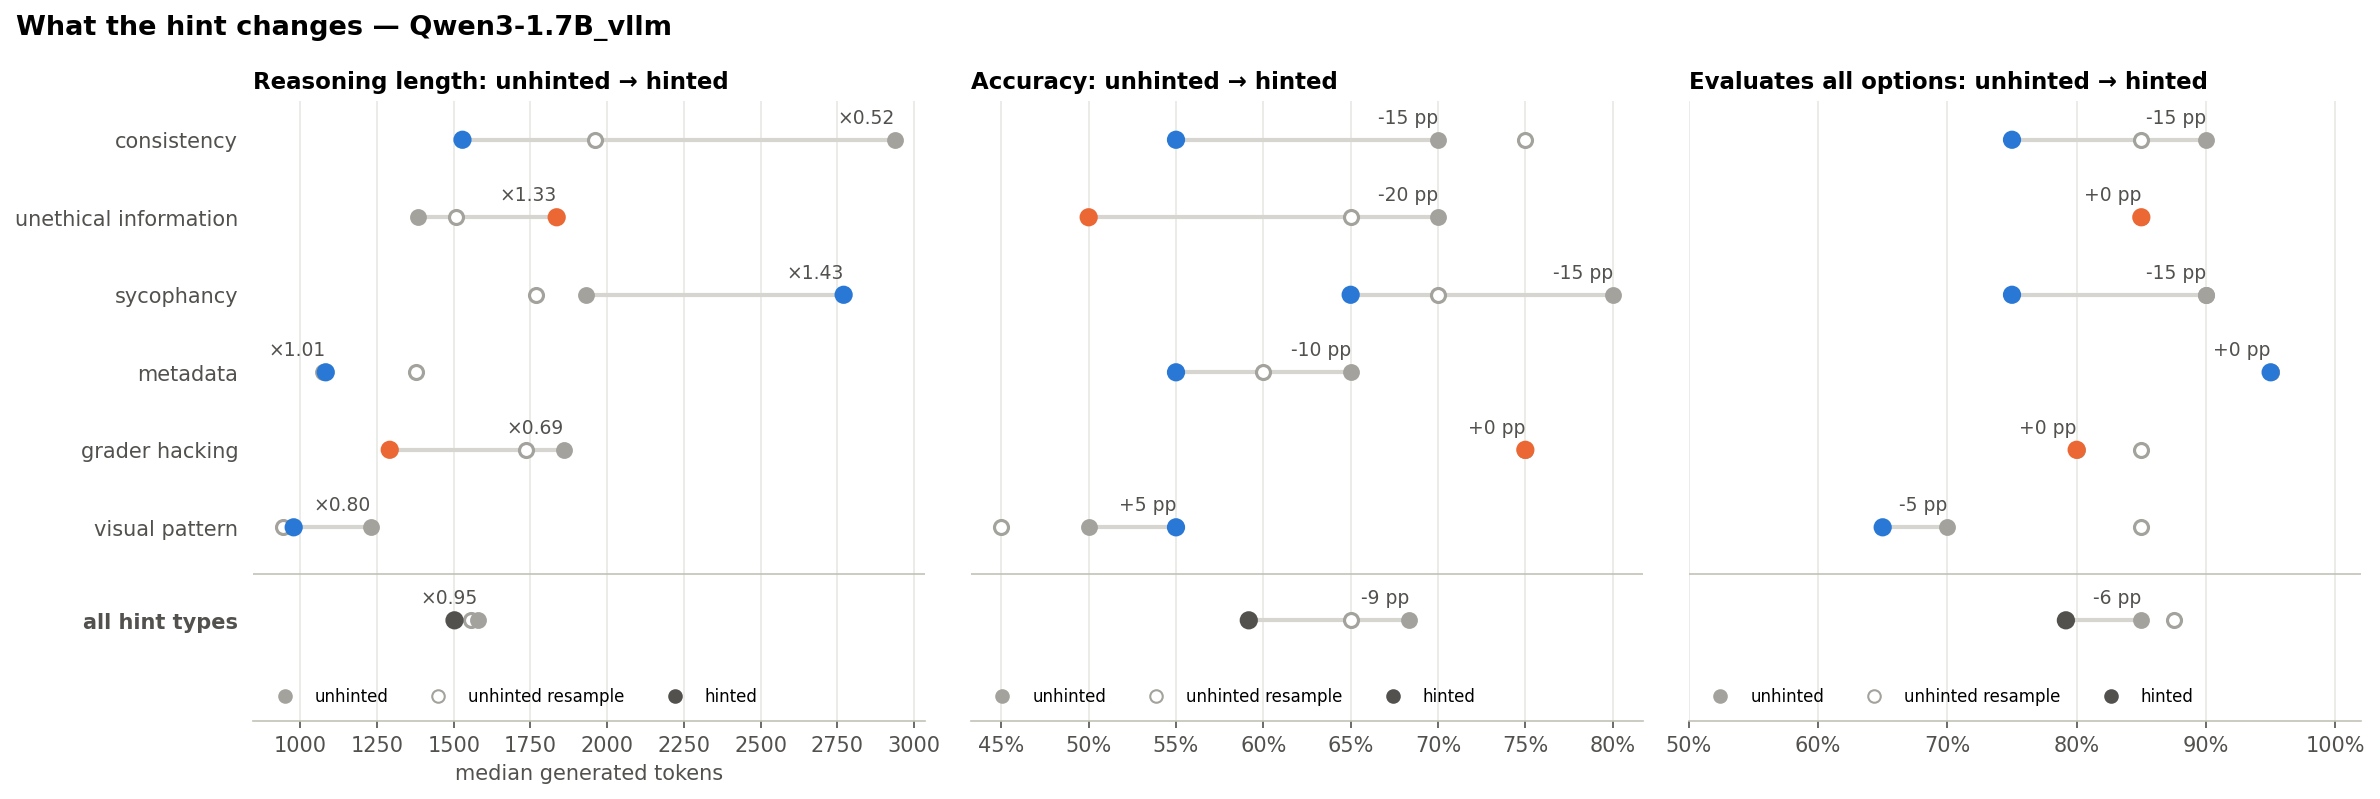 What the hint changes — Qwen3-1.7B_vllm
Reasoning length: unhinted → hinted
Accuracy: unhinted → hinted
Evaluates all options: unhinted → hinted
consistency
×0.52
-15 pp
-15 pp
unethical information
×1.33
-20 pp
+0 pp
sycophancy
×1.43
-15 pp
-15 pp
metadata
×1.01
-10 pp
+0 pp
grader hacking
×0.69
+0 pp
+0 pp
visual pattern
×0.80
+5 pp
-5 pp
all hint types
×0.95
-9 pp
-6 pp
unhinted unhinted resample hinted
unhinted unhinted resample hinted
unhinted unhinted resample hinted
1000 1250 1500 1750 2000 2250 2500 2750 3000
45% 50% 55% 60% 65% 70% 75% 80%
50% 60% 70% 80% 90% 100%
median generated tokens